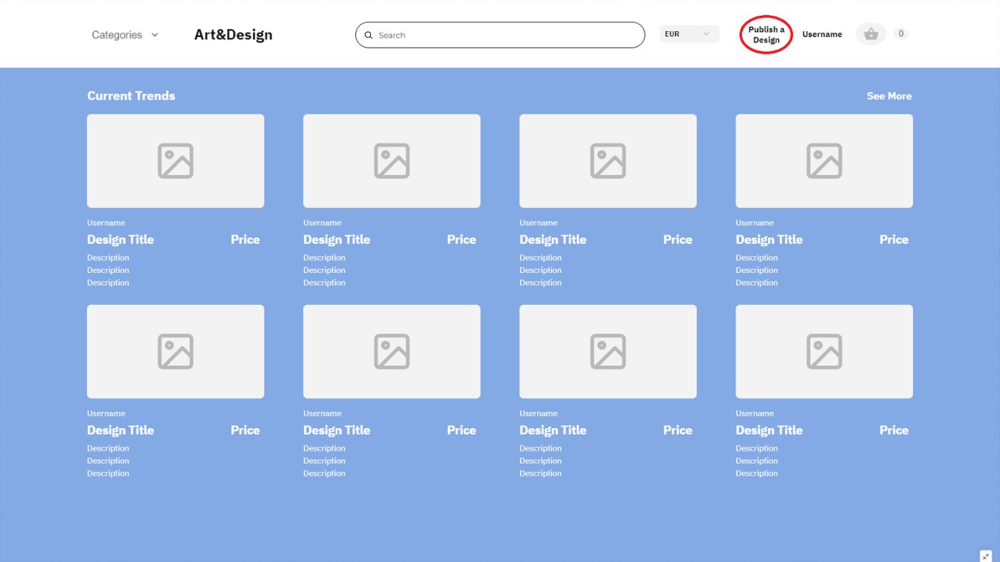 Categories
Art&Design
Search
EUR
Publish a
Design
Username
0
Current Trends
See More
Username
Design Title Price
Description
Description
Description
Username
Design Title Price
Description
Description
Description
Username
Design Title Price
Description
Description
Description
Username
Design Title Price
Description
Description
Description
Username
Design Title Price
Description
Description
Description
Username
Design Title Price
Description
Description
Description
Username
Design Title Price
Description
Description
Description
Username
Design Title Price
Description
Description
Description